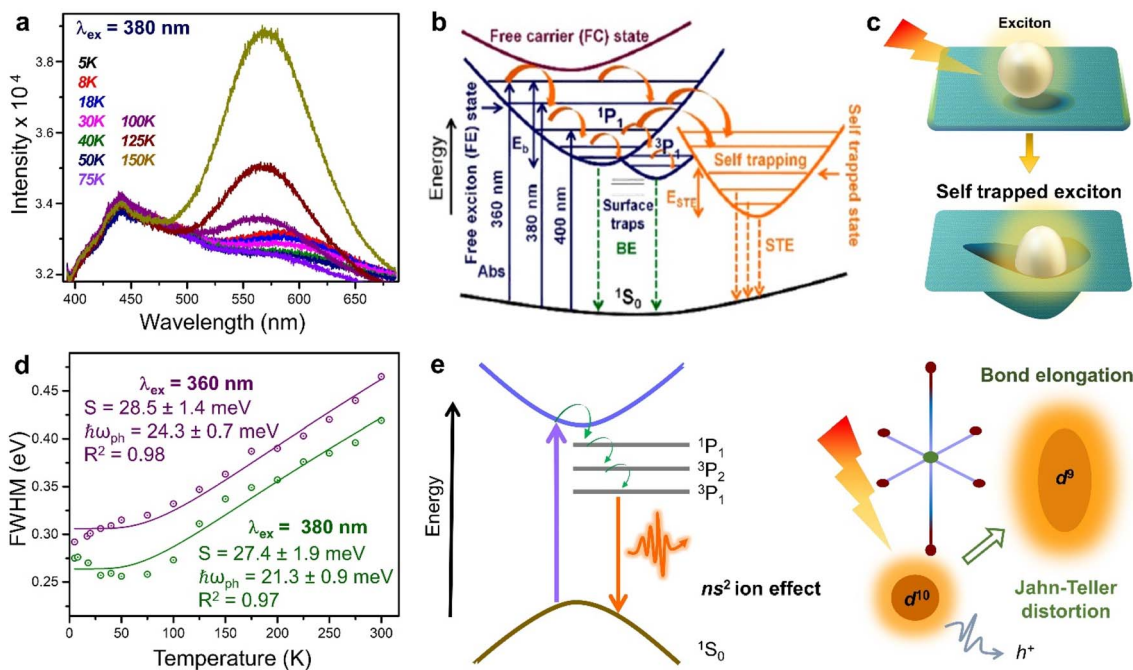 a
λex = 380 nm
5K
8K
18K
30K
40K
50K
75K
100K
125K
150K
Intensity x 10⁴
3.8
3.6
3.4
3.2
400 450 500 550 600 650
Wavelength (nm)
b
Free carrier (FC) state
Free exciton (FE) state
Energy
¹P₁
³P₁
Eb
360 nm
380 nm
400 nm
Abs
Surface
traps
BE
Self trapping
ESTE
STE
Self trapped state
¹S₀
c
Exciton
Self trapped exciton
d
λex = 360 nm
S = 28.5 ± 1.4 meV
ℏωph = 24.3 ± 0.7 meV
R² = 0.98
λex = 380 nm
S = 27.4 ± 1.9 meV
ℏωph = 21.3 ± 0.9 meV
R² = 0.97
FWHM (eV)
0.45
0.40
0.35
0.30
0.25
0 50 100 150 200 250 300
Temperature (K)
e
Energy
¹P₁
³P₂
³P₁
ns² ion effect
¹S₀
Bond elongation
d⁹
d¹⁰
Jahn-Teller
distortion
h⁺